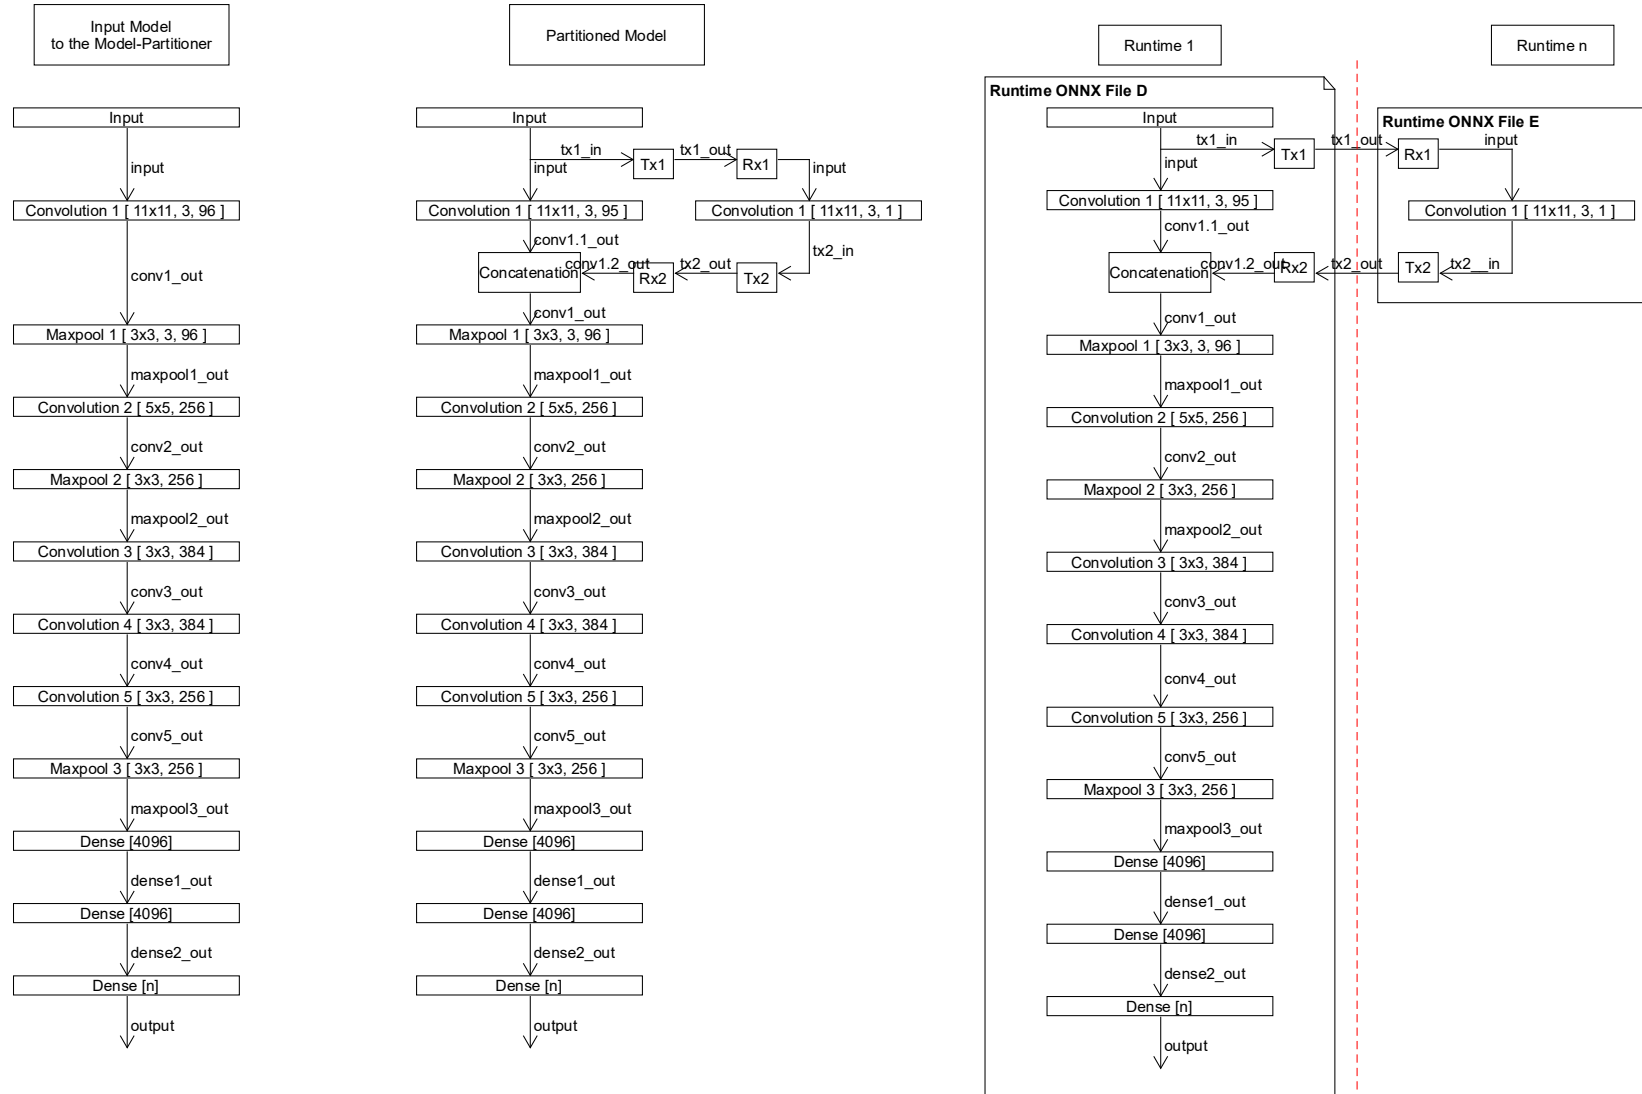 Input Model
to the Model-Partitioner
Input
input
Convolution 1 [ 11x11, 3, 96 ]
conv1_out
Maxpool 1 [ 3x3, 3, 96 ]
maxpool1_out
Convolution 2 [ 5x5, 256 ]
conv2_out
Maxpool 2 [ 3x3, 256 ]
maxpool2_out
Convolution 3 [ 3x3, 384 ]
conv3_out
Convolution 4 [ 3x3, 384 ]
conv4_out
Convolution 5 [ 3x3, 256 ]
conv5_out
Maxpool 3 [ 3x3, 256 ]
maxpool3_out
Dense [4096]
dense1_out
Dense [4096]
dense2_out
Dense [n]
output
Partitioned Model
Input
tx1_in
Tx1
tx1_out
Rx1
input
input
Convolution 1 [ 11x11, 3, 95 ]
Convolution 1 [ 11x11, 3, 1 ]
conv1.1_out
tx2_in
Concatenation
conv1.2_out
Rx2
tx2_out
Tx2
conv1_out
Maxpool 1 [ 3x3, 3, 96 ]
maxpool1_out
Convolution 2 [ 5x5, 256 ]
conv2_out
Maxpool 2 [ 3x3, 256 ]
maxpool2_out
Convolution 3 [ 3x3, 384 ]
conv3_out
Convolution 4 [ 3x3, 384 ]
conv4_out
Convolution 5 [ 3x3, 256 ]
conv5_out
Maxpool 3 [ 3x3, 256 ]
maxpool3_out
Dense [4096]
dense1_out
Dense [4096]
dense2_out
Dense [n]
output
Runtime 1
Runtime ONNX File D
Input
tx1_in
Tx1
tx1_out
input
Convolution 1 [ 11x11, 3, 95 ]
conv1.1_out
Concatenation
conv1.2_out
Rx2
tx2_out
conv1_out
Maxpool 1 [ 3x3, 3, 96 ]
maxpool1_out
Convolution 2 [ 5x5, 256 ]
conv2_out
Maxpool 2 [ 3x3, 256 ]
maxpool2_out
Convolution 3 [ 3x3, 384 ]
conv3_out
Convolution 4 [ 3x3, 384 ]
conv4_out
Convolution 5 [ 3x3, 256 ]
conv5_out
Maxpool 3 [ 3x3, 256 ]
maxpool3_out
Dense [4096]
dense1_out
Dense [4096]
dense2_out
Dense [n]
output
Runtime n
Runtime ONNX File E
Rx1
input
Convolution 1 [ 11x11, 3, 1 ]
Tx2
tx2__in